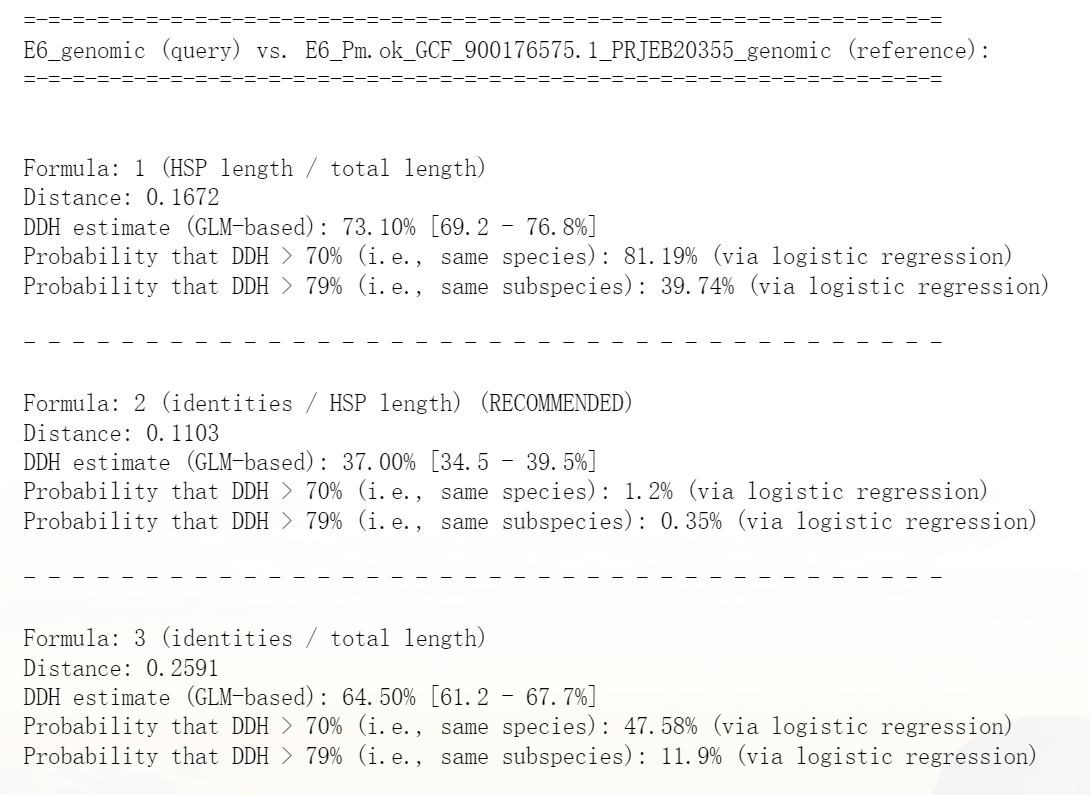 =-=-=-=-=-=-=-=-=-=-=-=-=-=-=-=-=-=-=-=-=-=-=-=-=-=-=-=-=-=-=-=-=-=-=-=-=-=
E6_genomic (query) vs. E6_Pm.ok_GCF_900176575.1_PRJEB20355_genomic (reference):
=-=-=-=-=-=-=-=-=-=-=-=-=-=-=-=-=-=-=-=-=-=-=-=-=-=-=-=-=-=-=-=-=-=-=-=-=-=
Formula: 1 (HSP length / total length)
Distance: 0.1672
DDH estimate (GLM-based): 73.10% [69.2 - 76.8%]
Probability that DDH > 70% (i.e., same species): 81.19% (via logistic regression)
Probability that DDH > 79% (i.e., same subspecies): 39.74% (via logistic regression)
- - - - - - - - - - - - - - - - - - - - - - - - - - - - - - - - - - - - - -
Formula: 2 (identities / HSP length) (RECOMMENDED)
Distance: 0.1103
DDH estimate (GLM-based): 37.00% [34.5 - 39.5%]
Probability that DDH > 70% (i.e., same species): 1.2% (via logistic regression)
Probability that DDH > 79% (i.e., same subspecies): 0.35% (via logistic regression)
- - - - - - - - - - - - - - - - - - - - - - - - - - - - - - - - - - - - - -
Formula: 3 (identities / total length)
Distance: 0.2591
DDH estimate (GLM-based): 64.50% [61.2 - 67.7%]
Probability that DDH > 70% (i.e., same species): 47.58% (via logistic regression)
Probability that DDH > 79% (i.e., same subspecies): 11.9% (via logistic regression)